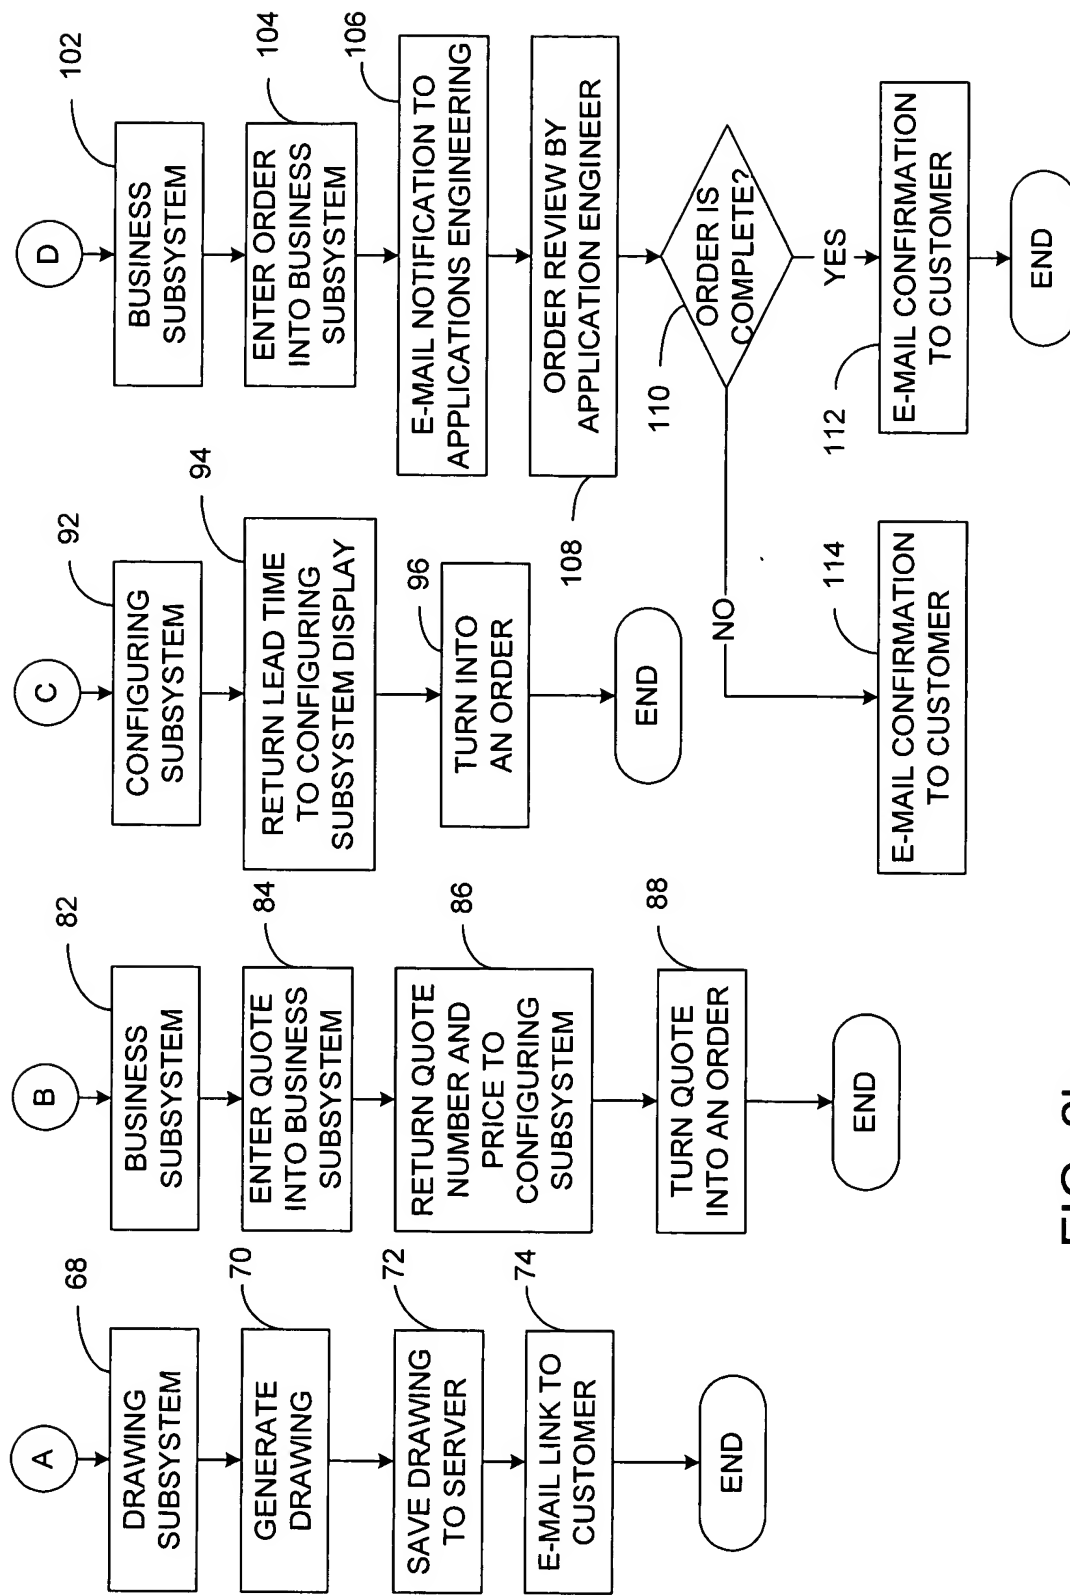 A
DRAWING
SUBSYSTEM
68
GENERATE
DRAWING
70
SAVE DRAWING
TO SERVER
72
E-MAIL LINK TO
CUSTOMER
74
END
B
BUSINESS
SUBSYSTEM
82
ENTER QUOTE
INTO BUSINESS
SUBSYSTEM
84
RETURN QUOTE
NUMBER AND
PRICE TO
CONFIGURING
SUBSYSTEM
86
TURN QUOTE
INTO AN ORDER
88
END
C
CONFIGURING
SUBSYSTEM
92
RETURN LEAD TIME
TO CONFIGURING
SUBSYSTEM DISPLAY
94
TURN INTO
AN ORDER
96
END
D
BUSINESS
SUBSYSTEM
102
ENTER ORDER
INTO BUSINESS
SUBSYSTEM
104
E-MAIL NOTIFICATION TO
APPLICATIONS ENGINEERING
106
ORDER REVIEW BY
APPLICATION ENGINEER
108
ORDER IS
COMPLETE?
110
NO
YES
E-MAIL CONFIRMATION
TO CUSTOMER
112
E-MAIL CONFIRMATION
TO CUSTOMER
114
END
FIG.